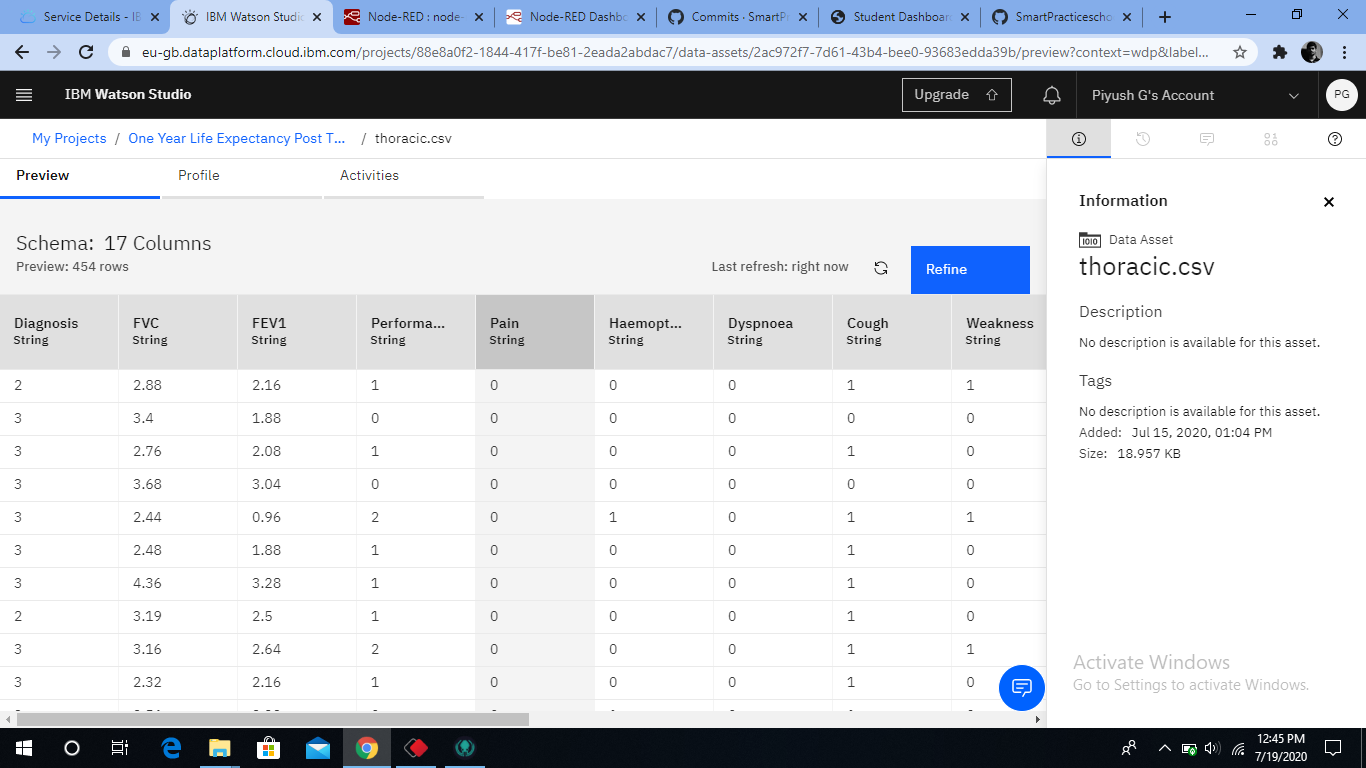 Service Details - IB
IBM Watson Studio
Node-RED : node-
Node-RED Dashbo
Commits · SmartPr
Student Dashboar
SmartPracticescho
eu-gb.dataplatform.cloud.ibm.com/projects/88e8a0f2-1844-417f-be81-2eada2abdac7/data-assets/2ac972f7-7d61-43b4-bee0-93683edda39b/preview?context=wdp&label...
IBM Watson Studio
Upgrade
Piyush G's Account
PG
My Projects / One Year Life Expectancy Post T... / thoracic.csv
Preview
Profile
Activities
Schema: 17 Columns
Preview: 454 rows
Last refresh: right now
Refine
Diagnosis FVC FEV1 Performa... Pain Haemopt... Dyspnoea Cough Weakness
String String String String String String String String String
2 2.88 2.16 1 0 0 0 1 1
3 3.4 1.88 0 0 0 0 0 0
3 2.76 2.08 1 0 0 0 1 0
3 3.68 3.04 0 0 0 0 0 0
3 2.44 0.96 2 0 1 0 1 1
3 2.48 1.88 1 0 0 0 1 0
3 4.36 3.28 1 0 0 0 1 0
2 3.19 2.5 1 0 0 0 1 0
3 3.16 2.64 2 0 0 0 1 1
3 2.32 2.16 1 0 0 0 1 0
Information
Data Asset
thoracic.csv
Description
No description is available for this asset.
Tags
No description is available for this asset.
Added: Jul 15, 2020, 01:04 PM
Size: 18.957 KB
Activate Windows
Go to Settings to activate Windows.
12:45 PM
7/19/2020